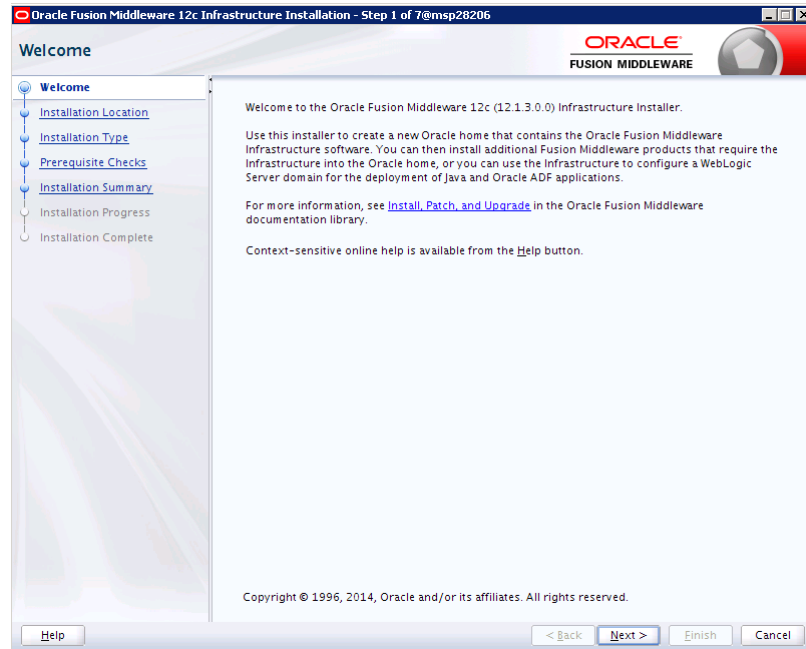 Oracle Fusion Middleware 12c Infrastructure Installation - Step 1 of 7@msp28206
Welcome
ORACLE
FUSION MIDDLEWARE
Welcome
Installation Location
Installation Type
Prerequisite Checks
Installation Summary
Installation Progress
Installation Complete
Welcome to the Oracle Fusion Middleware 12c (12.1.3.0.0) Infrastructure Installer.
Use this installer to create a new Oracle home that contains the Oracle Fusion Middleware
Infrastructure software. You can then install additional Fusion Middleware products that require the
Infrastructure into the Oracle home, or you can use the Infrastructure to configure a WebLogic
Server domain for the deployment of Java and Oracle ADF applications.
For more information, see Install, Patch, and Upgrade in the Oracle Fusion Middleware
documentation library.
Context-sensitive online help is available from the Help button.
Copyright © 1996, 2014, Oracle and/or its affiliates. All rights reserved.
Help
< Back
Next >
Finish
Cancel